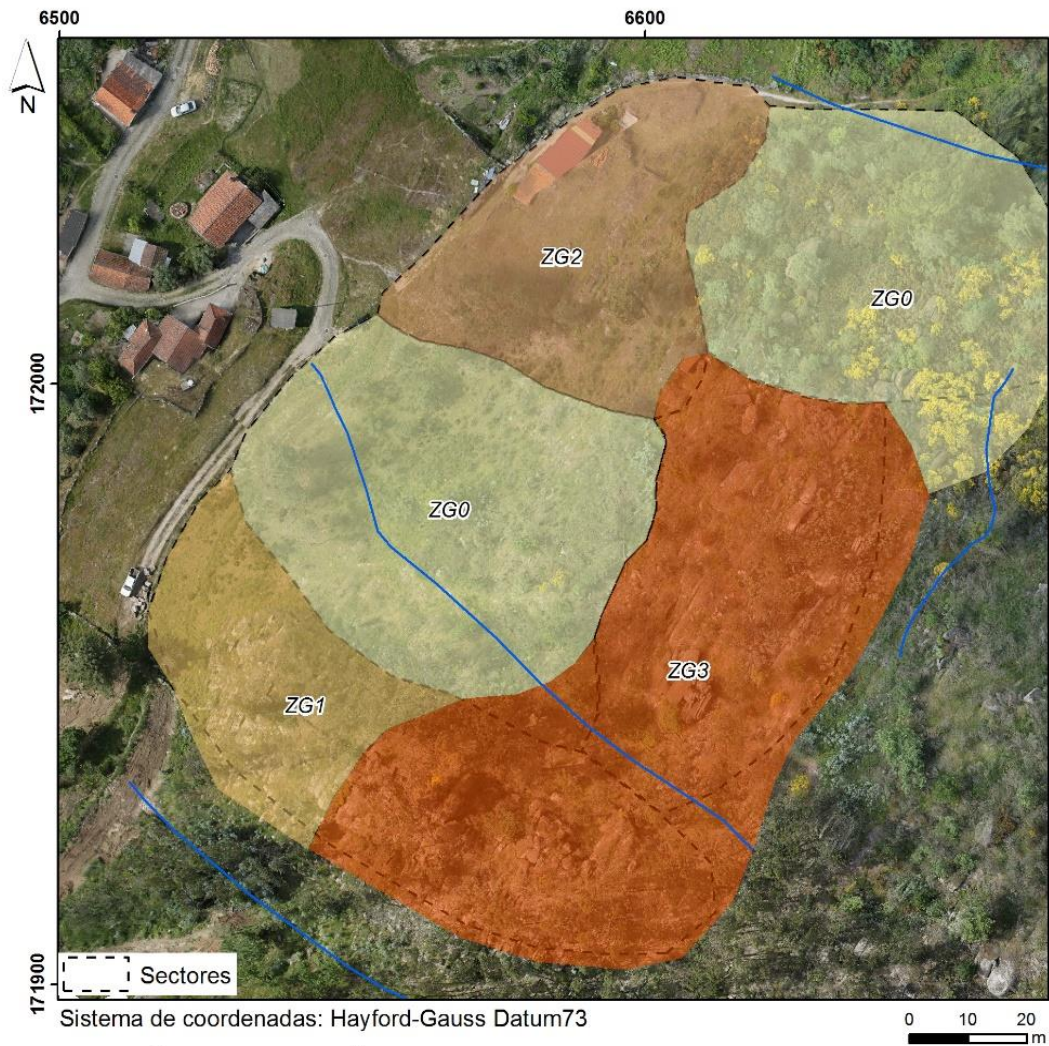 6500 6600
N
ZG2
ZG0
172000
ZG0
ZG3
ZG1
171900
Sectores
Sistema de coordenadas: Hayford-Gauss Datum73
0 10 20
m